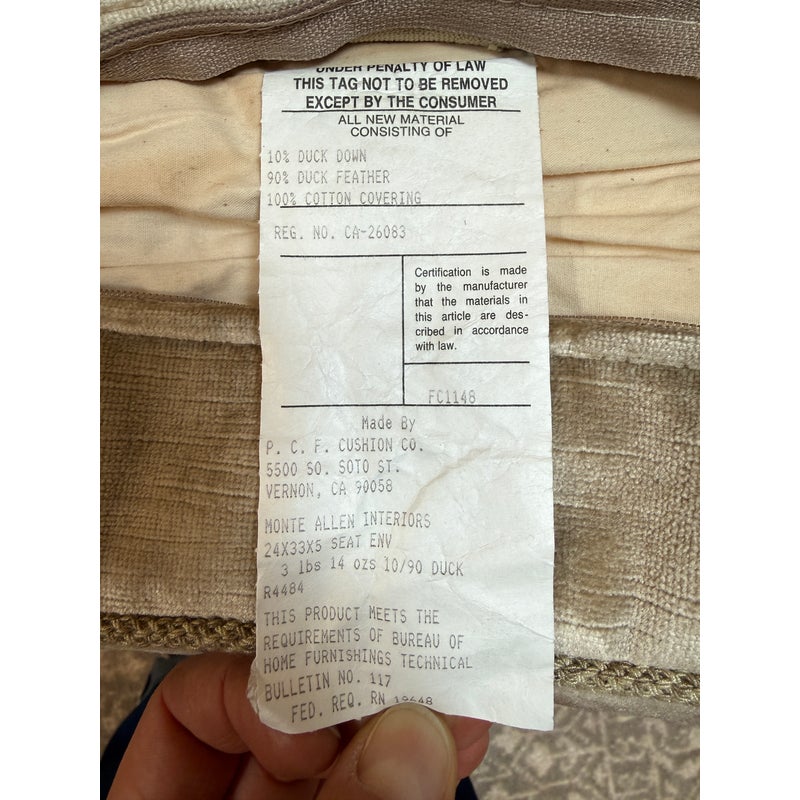 UNDER PENALTY OF LAW
THIS TAG NOT TO BE REMOVED
EXCEPT BY THE CONSUMER
ALL NEW MATERIAL
CONSISTING OF
10% DUCK DOWN
90% DUCK FEATHER
100% COTTON COVERING
REG. NO. CA-26083
Certification is made
by the manufacturer
that the materials in
this article are des-
cribed in accordance
with law.
FC1148
Made By
P. C. F. CUSHION CO.
5500 SO. SOTO ST.
VERNON, CA 90058
MONTE ALLEN INTERIORS
24X33X5 SEAT ENV
3 lbs 14 ozs 10/90 DUCK
R4484
THIS PRODUCT MEETS THE
REQUIREMENTS OF BUREAU OF
HOME FURNISHINGS TECHNICAL
BULLETIN NO. 117
FED. REQ. RN